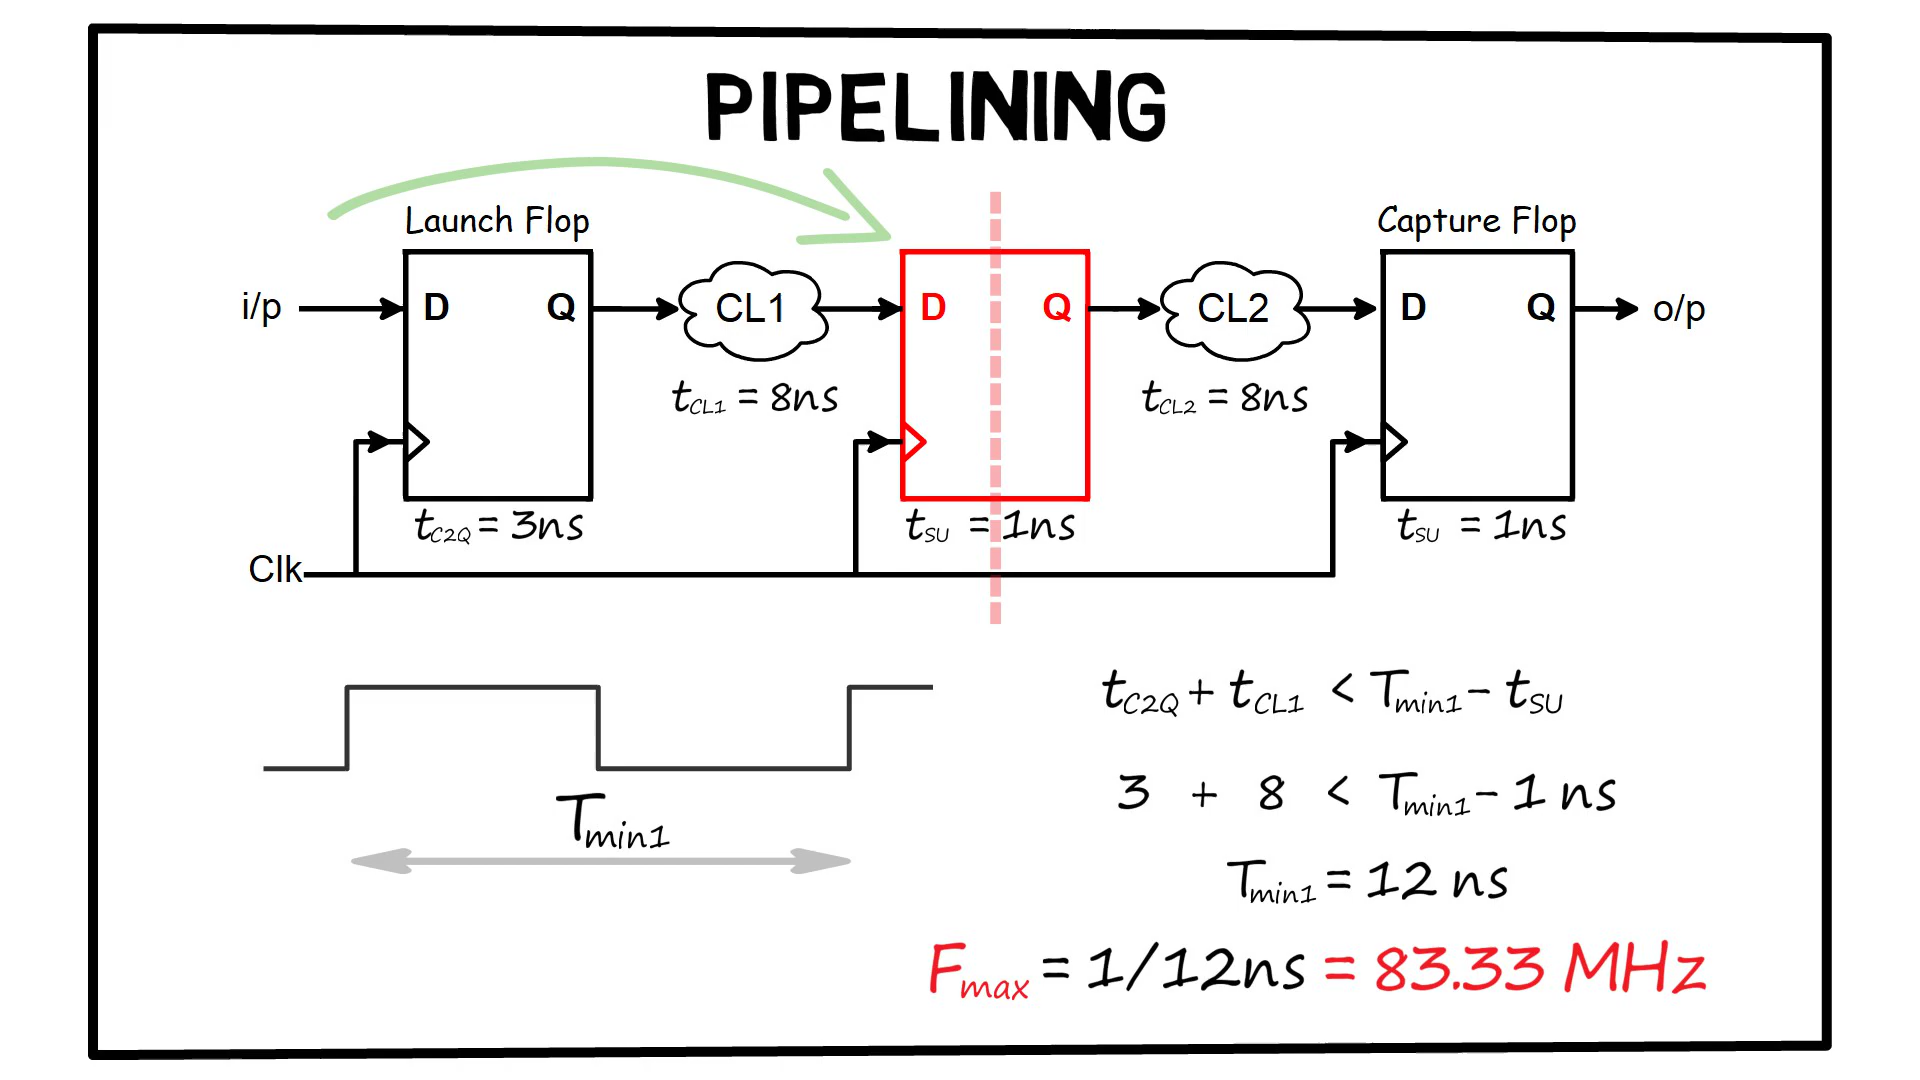 PIPELINING
Launch Flop
Capture Flop
i/p
D Q
CL1
D Q
CL2
D Q
o/p
tCL1 = 8ns
tCL2 = 8ns
tC2Q = 3ns
tSU = 1ns
tSU = 1ns
Clk
tC2Q + tCL1 < Tmin1 - tSU
3 + 8 < Tmin1 - 1 ns
Tmin1
Tmin1 = 12 ns
Fmax = 1/12ns = 83.33 MHz